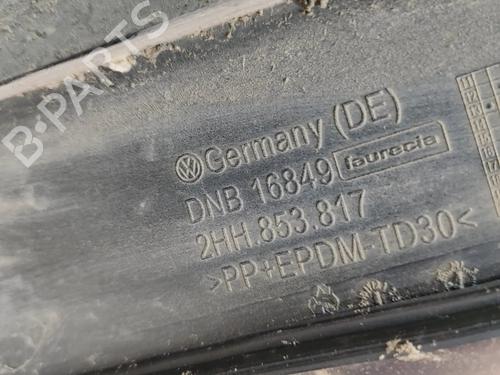 B-PARTS
Germany (DE)
DNB 16849 faurecia
2HH.853.817
>PP+EPDM-TD30<